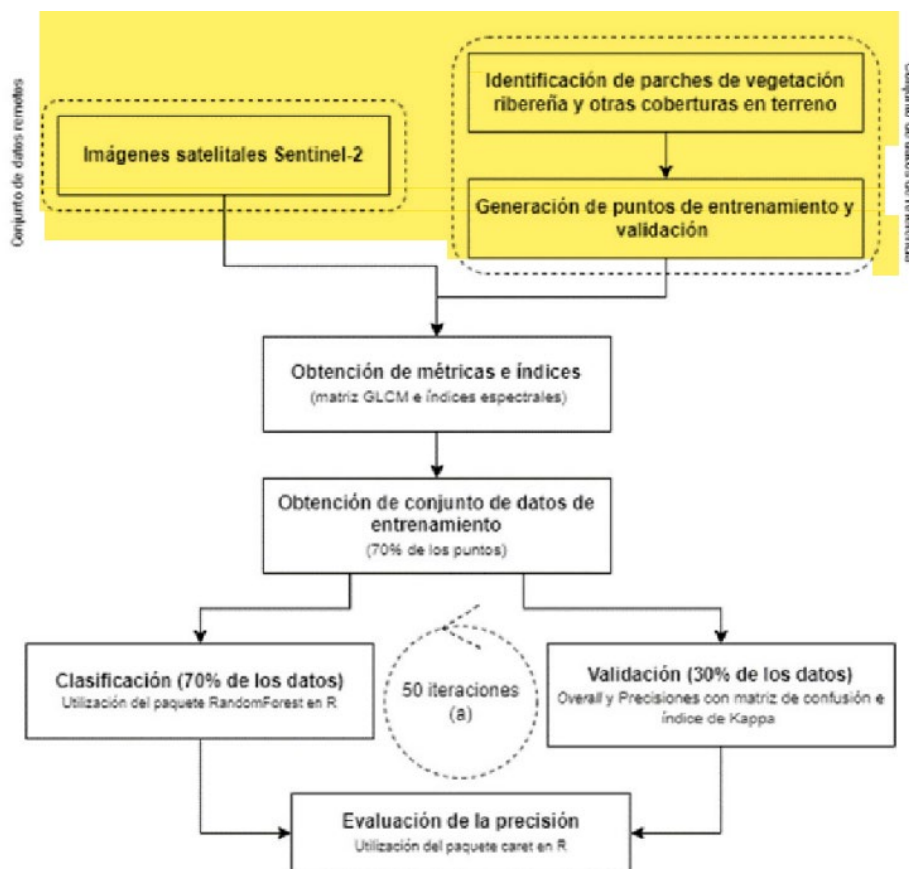 Conjunto de datos remotos
Imágenes satelitales Sentinel-2
Identificación de parches de vegetación
ribereña y otras coberturas en terreno
Generación de puntos de entrenamiento y
validación
Obtención de métricas e índices
(matriz GLCM e índices espectrales)
Obtención de conjunto de datos de
entrenamiento
(70% de los puntos)
Clasificación (70% de los datos)
Utilización del paquete RandomForest en R
50 iteraciones
(a)
Validación (30% de los datos)
Overall y Precisiones con matriz de confusión e
índice de Kappa
Evaluación de la precisión
Utilización del paquete caret en R